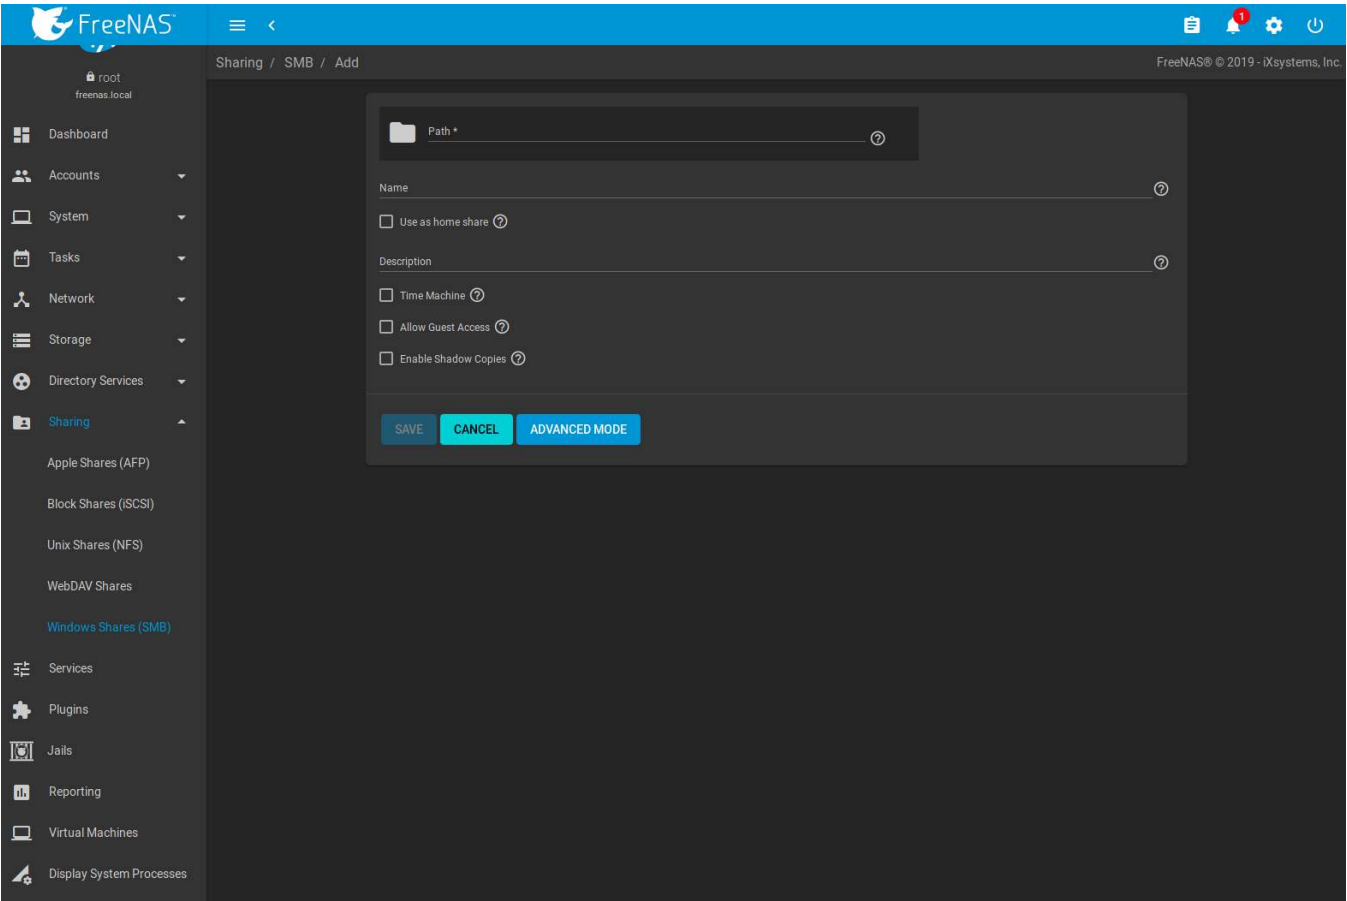 FreeNAS
1
root
freenas.local
Sharing / SMB / Add
FreeNAS® © 2019 - iXsystems, Inc.
Dashboard
Accounts
System
Tasks
Network
Storage
Directory Services
Sharing
Apple Shares (AFP)
Block Shares (iSCSI)
Unix Shares (NFS)
WebDAV Shares
Windows Shares (SMB)
Services
Plugins
Jails
Reporting
Virtual Machines
Display System Processes
Path *
Name
Use as home share
Description
Time Machine
Allow Guest Access
Enable Shadow Copies
SAVE CANCEL ADVANCED MODE